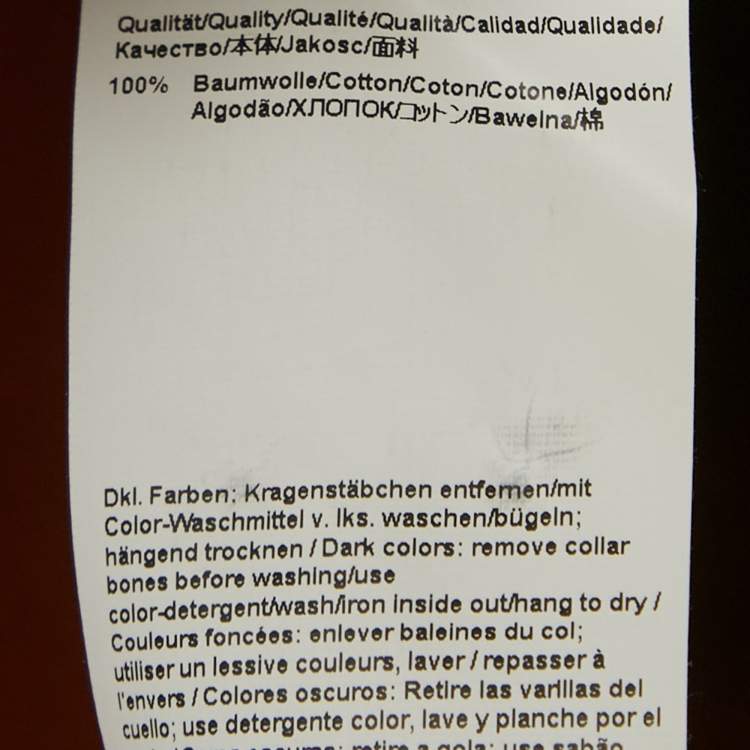 Qualität/Quality/Qualité/Qualità/Calidad/Qualidade/
Качество/本体/Jakosc/面料
100% Baumwolle/Cotton/Coton/Cotone/Algodón/
Algodão/ХЛОПОК/コットン/Bawelna/棉
Dkl. Farben: Kragenstäbchen entfernen/mit
Color-Waschmittel v. lks. waschen/bügeln;
hängend trocknen / Dark colors: remove collar
bones before washing/use
color-detergent/wash/iron inside out/hang to dry /
Couleurs foncées: enlever baleines du col;
utiliser un lessive couleurs, laver / repasser à
l'envers / Colores oscuros: Retire las varillas del
cuello; use detergente color, lave y planche por el
retire a gola: use sabão